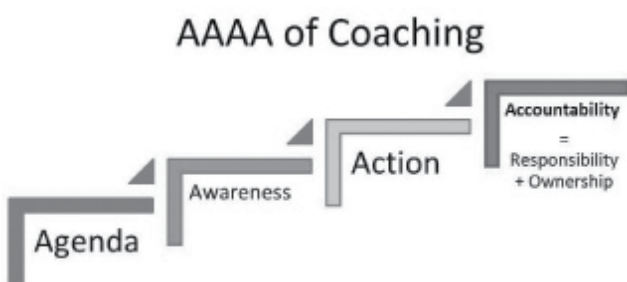 AAAA of Coaching
Agenda
Awareness
Action
Accountability
=
Responsibility
+ Ownership